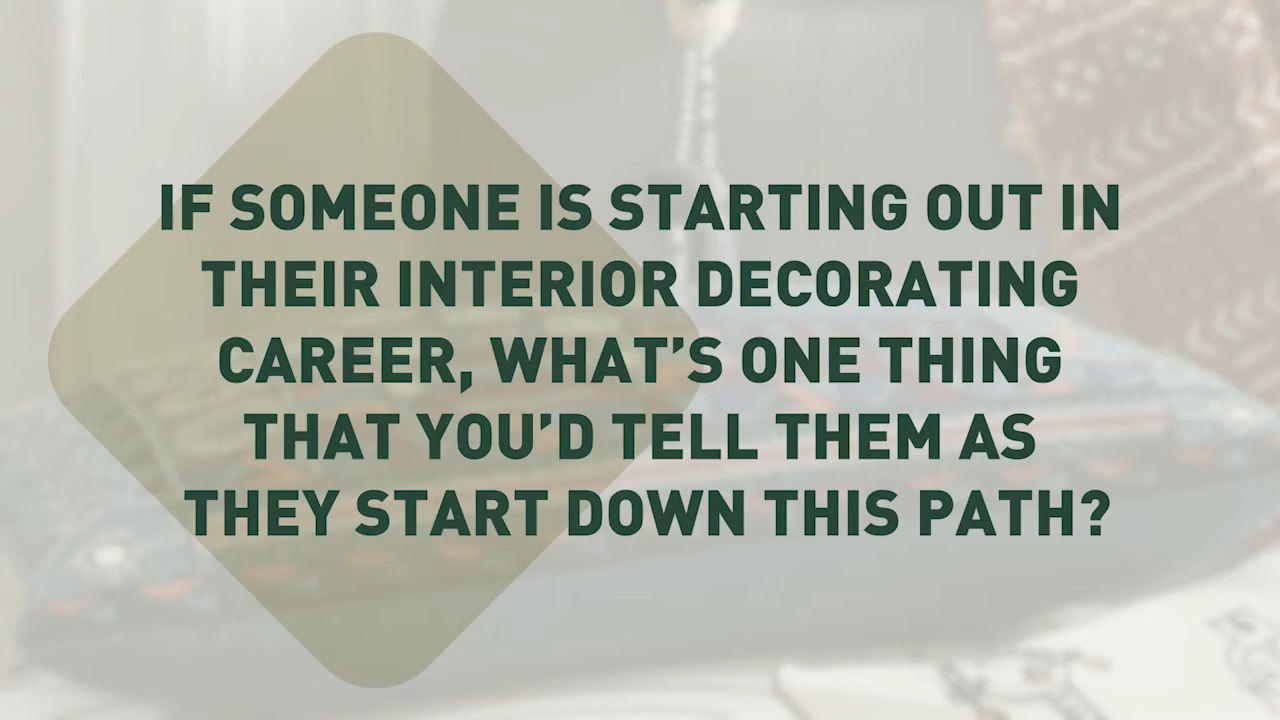 IF SOMEONE IS STARTING OUT IN
THEIR INTERIOR DECORATING
CAREER, WHAT’S ONE THING
THAT YOU’D TELL THEM AS
THEY START DOWN THIS PATH?